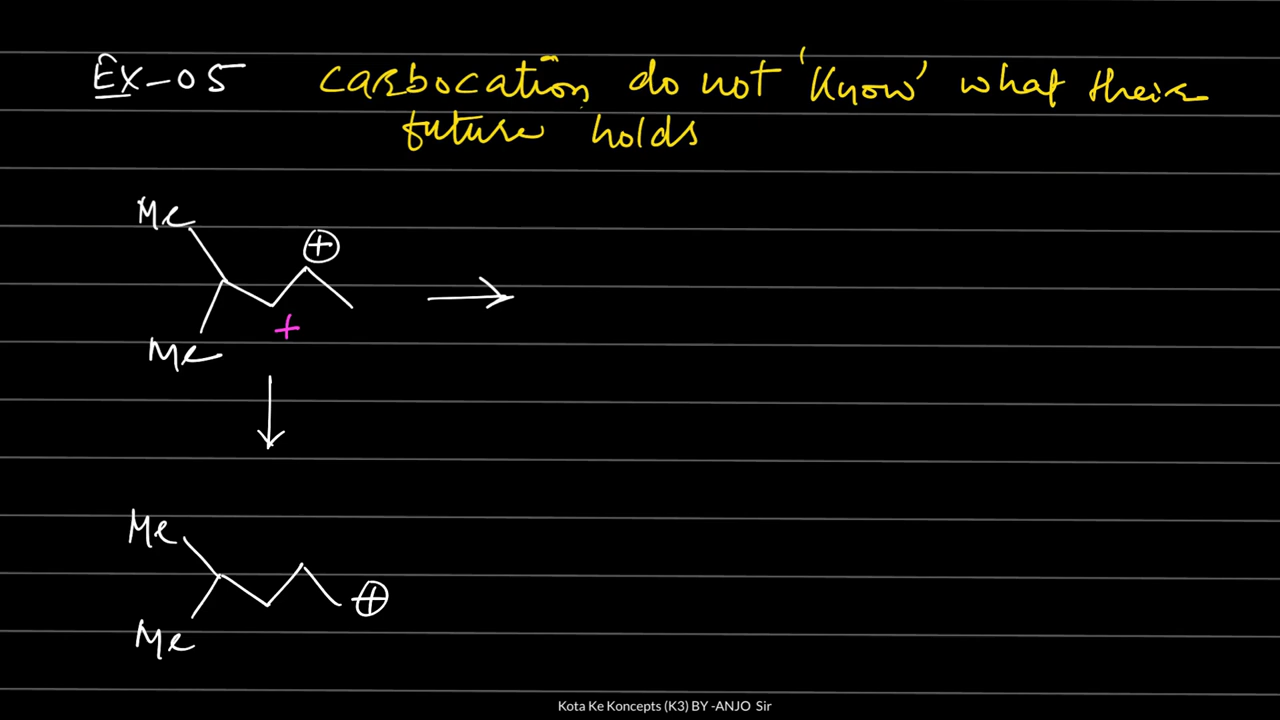 EX-05 carbocation do not 'Know' what their
future holds
Me
⊕
+
Me
Me
⊕
Me
Kota Ke Koncepts (K3) BY -ANJO Sir